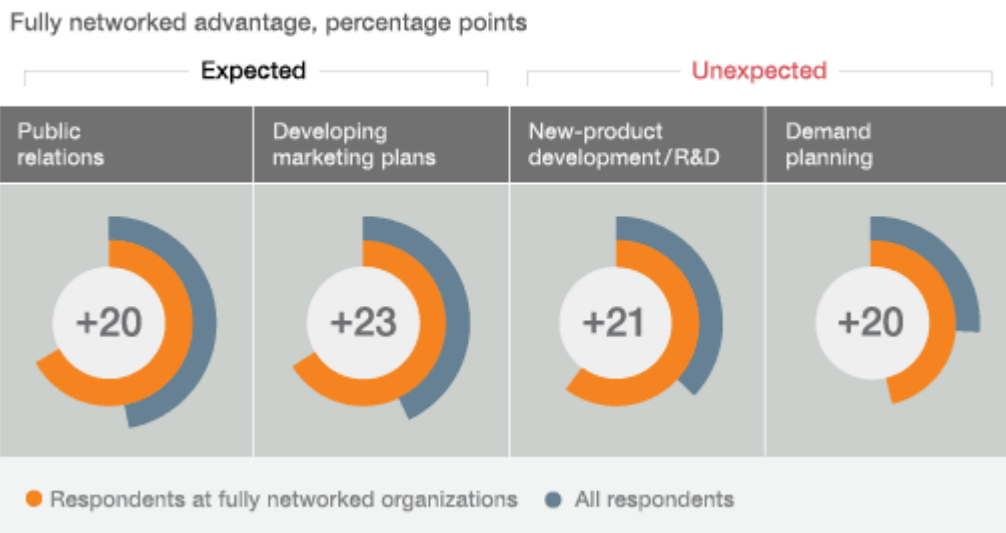 Fully networked advantage, percentage points
Expected
Unexpected
Public
relations
Developing
marketing plans
New-product
development/R&D
Demand
planning
+20
+23
+21
+20
Respondents at fully networked organizations
All respondents